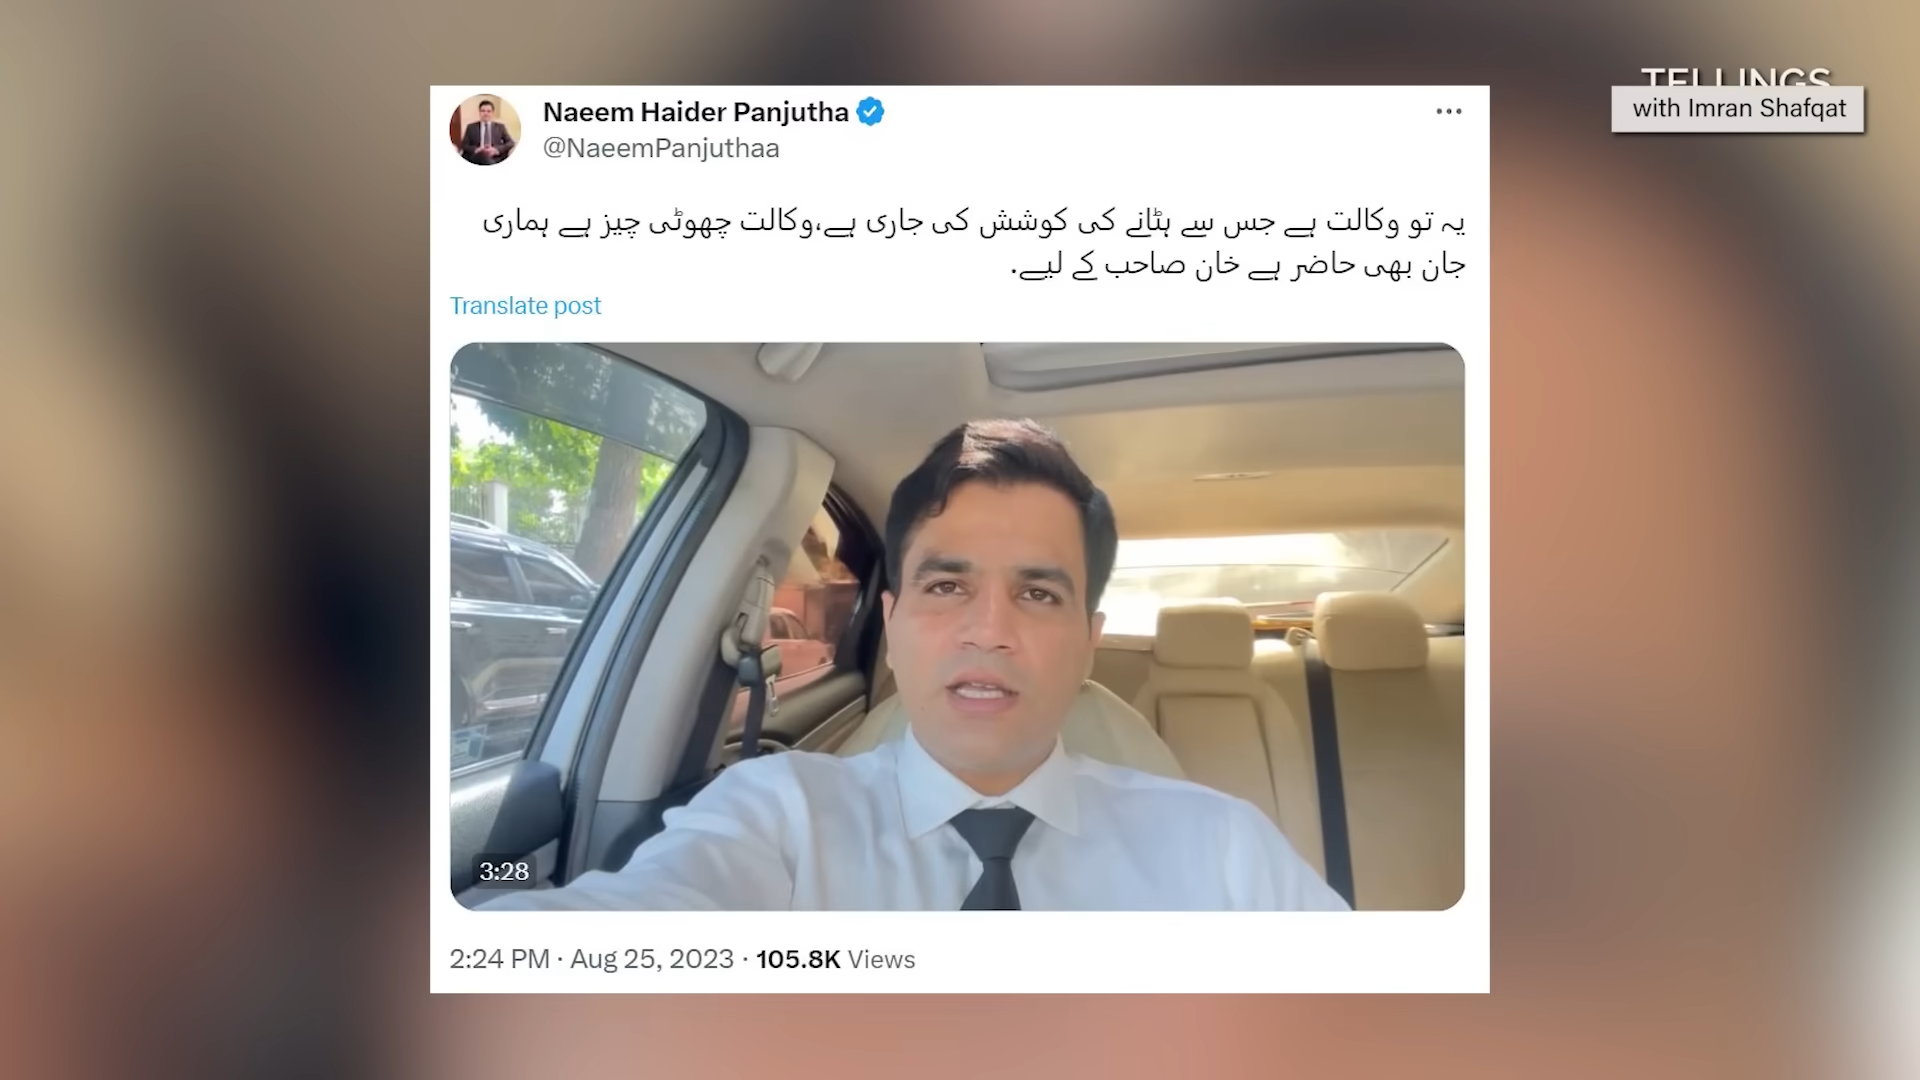 TELLINGS
with Imran Shafqat
Naeem Haider Panjutha
@NaeemPanjuthaa
یہ تو وکالت ہے جس سے ہٹانے کی کوشش کی جاری ہے،وکالت چھوٹی چیز ہے ہماری
جان بھی حاضر ہے خان صاحب کے لیے.
Translate post
3:28
2:24 PM · Aug 25, 2023 · 105.8K Views